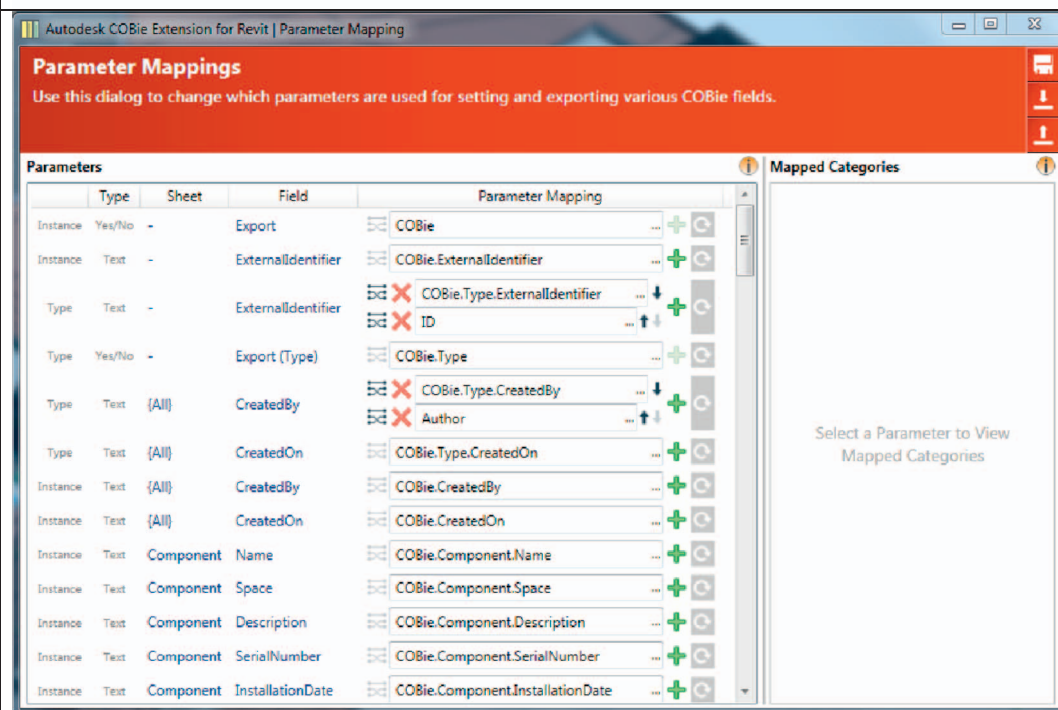 Autodesk COBie Extension for Revit | Parameter Mapping
Parameter Mappings
Use this dialog to change which parameters are used for setting and exporting various COBie fields.
Parameters
Mapped Categories
Type Sheet Field Parameter Mapping
Instance Yes/No - Export COBie ...
Instance Text - ExternalIdentifier COBie.ExternalIdentifier ...
Type Text - ExternalIdentifier COBie.Type.ExternalIdentifier ...
ID ...
Type Yes/No - Export (Type) COBie.Type ...
Type Text {All} CreatedBy COBie.Type.CreatedBy ...
Author ...
Type Text {All} CreatedOn COBie.Type.CreatedOn ...
Instance Text {All} CreatedBy COBie.CreatedBy ...
Instance Text {All} CreatedOn COBie.CreatedOn ...
Instance Text Component Name COBie.Component.Name ...
Instance Text Component Space COBie.Component.Space ...
Instance Text Component Description COBie.Component.Description ...
Instance Text Component SerialNumber COBie.Component.SerialNumber ...
Instance Text Component InstallationDate COBie.Component.InstallationDate ...
Select a Parameter to View
Mapped Categories